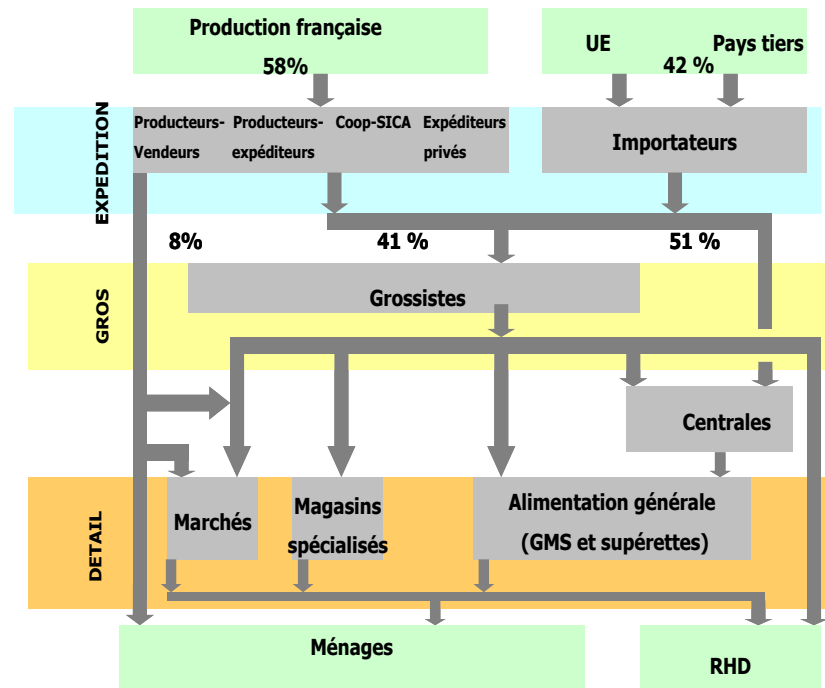 Production française
58%
UE Pays tiers
42 %
EXPEDITION
Producteurs- Producteurs- Coop-SICA Expéditeurs
Vendeurs expéditeurs privés
Importateurs
8% 41 % 51 %
GROS
Grossistes
Centrales
DETAIL
Marchés
Magasins
spécialisés
Alimentation générale
(GMS et supérettes)
Ménages
RHD